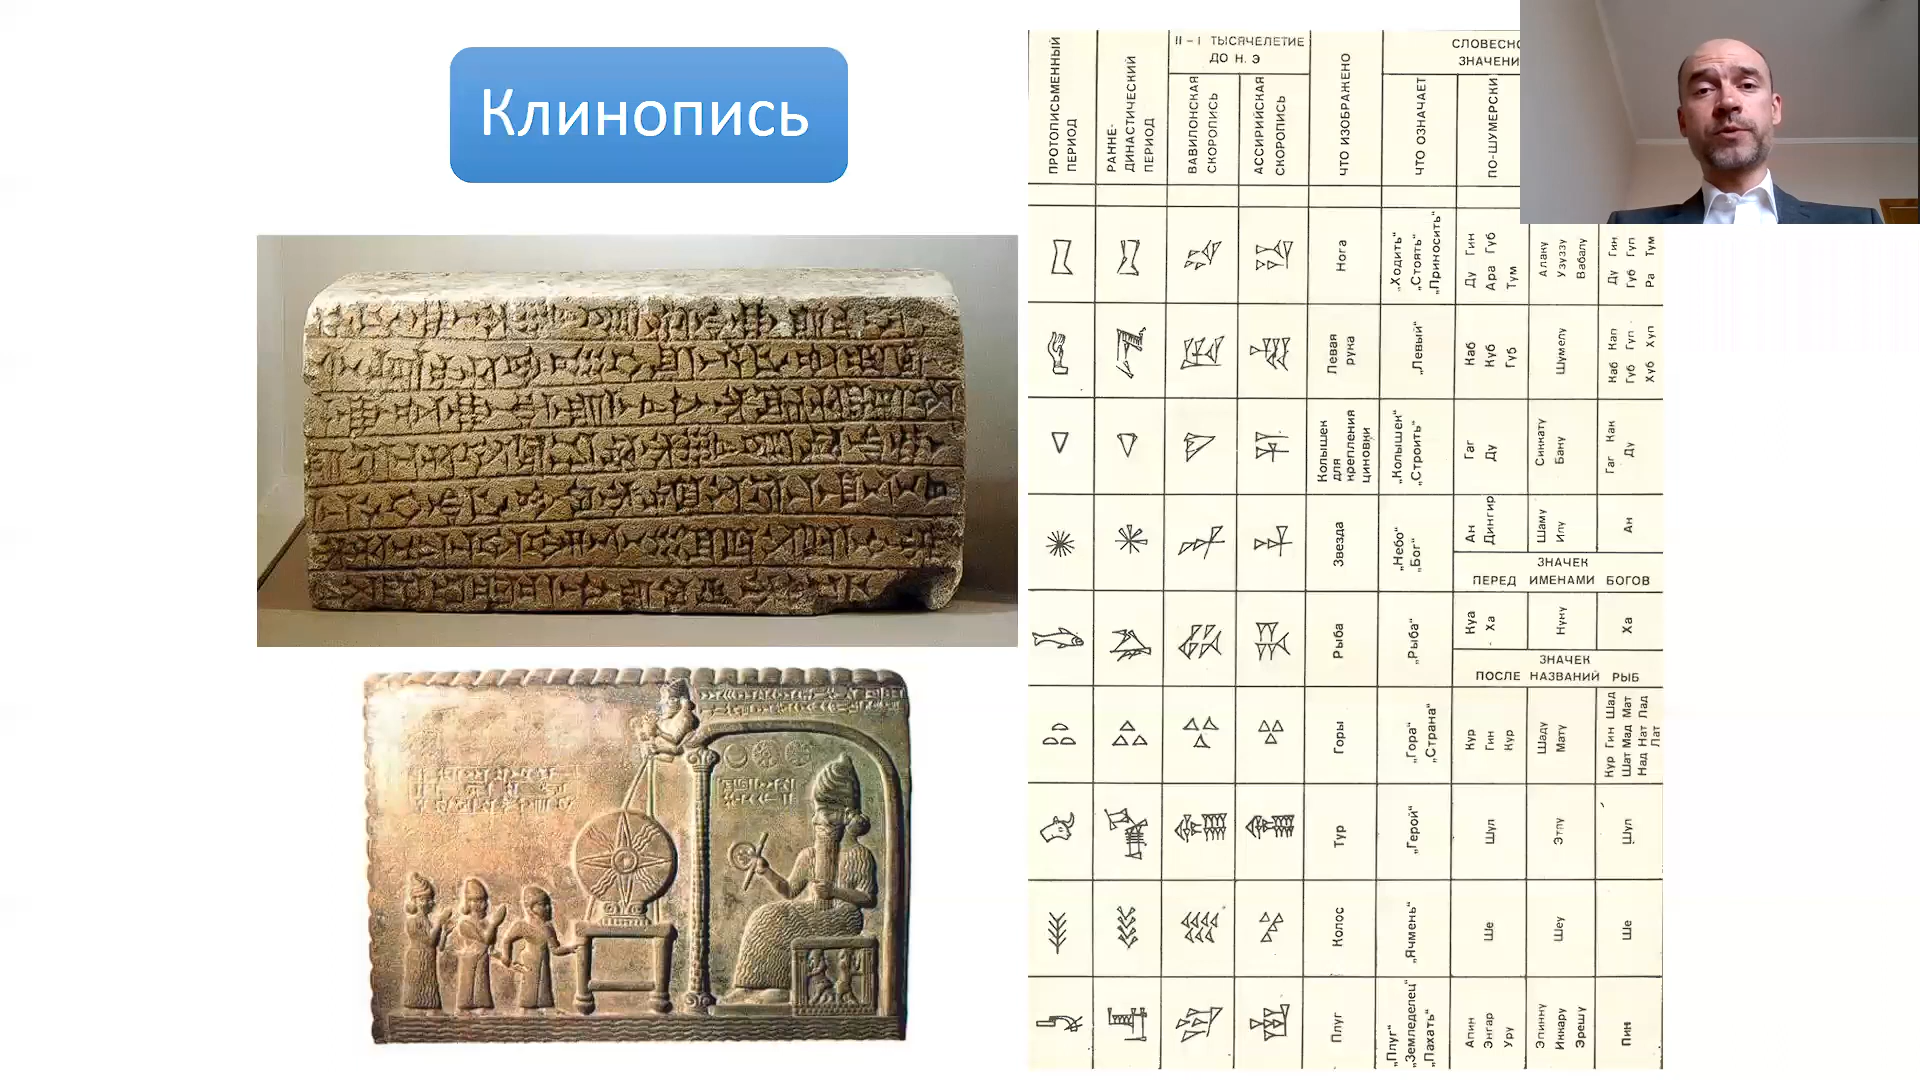 Клинопись
ПРОТОПИСЬМЕННЫЙ
ПЕРИОД
РАННЕ-
ДИНАСТИЧЕСКИЙ
ПЕРИОД
II – I ТЫСЯЧЕЛЕТИЕ
ДО Н. Э
ВАВИЛОНСКАЯ
СКОРОПИСЬ
АССИРИЙСКАЯ
СКОРОПИСЬ
ЧТО ИЗОБРАЖЕНО
СЛОВЕСНО
ЗНАЧЕНИ
ЧТО ОЗНАЧАЕТ
ПО-ШУМЕРСКИ
Нога
„Ходить“
„Стоять“
„Приносить“
Ду Гин
Ара Губ
Тум
Алаку
Узуззу
Вабалу
Ду Гин
Губ Гуп
Ра Тум
Левая
рука
„Левый“
Каб
Куб
Губ
Шумелу
Каб Кап
Губ Гуп
Хуб Хуп
Колышек
для
крепления
циновки
„Колышек“
„Строить“
Гаг
Ду
Сиккату
Бану
Гаг Как
Ду
Звезда
„Небо“
„Бог“
Ан
Дингир
Шаму
Илу
Ан
ЗНАЧЕК
ПЕРЕД ИМЕНАМИ БОГОВ
Рыба
„Рыба“
Куа
Ха
Нуну
Ха
ЗНАЧЕК
ПОСЛЕ НАЗВАНИЙ РЫБ
Горы
„Гора“
„Страна“
Кур
Гин
Кур
Шаду
Мату
Кур Гин Шад
Шат Мад Мат
Над Нат Лад
Лат
Тур
„Герой“
Шул
Этлу
Шул
Колос
„Ячмень“
Ше
Шеу
Ше
Плуг
„Плуг“
„Земледелец“
„Пахать“
Апин
Энгар
Уру
Эпинну
Иккару
Эрешу
Пин